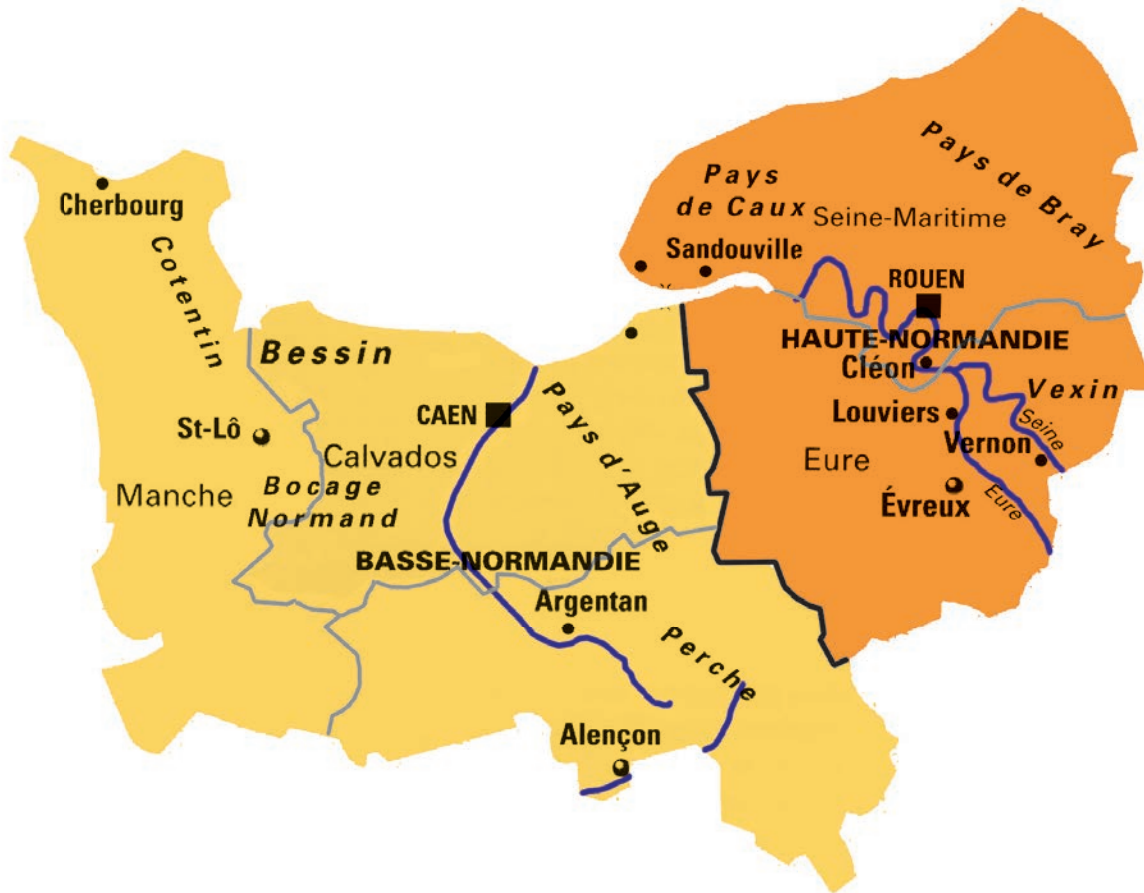 Cherbourg
Cotentin
Bessin
St-Lô
CAEN
Calvados
Manche
Bocage
Normand
Pays d'Auge
BASSE-NORMANDIE
Argentan
Perche
Alençon
Pays
de Caux
Pays de Bray
Seine-Maritime
Sandouville
ROUEN
HAUTE-NORMANDIE
Cléon
Vexin
Louviers
Seine
Vernon
Eure
Évreux
Eure